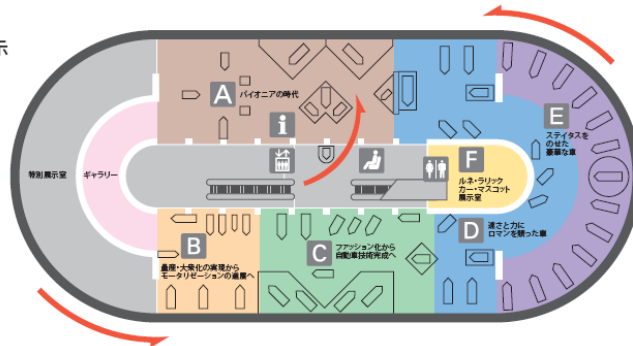 示
A
パイオニアの時代
i
E
ステイタスを
のせた
豪華な車
特別展示室
ギャラリー
F
ルネ・ラリック
カー・マスコット
展示室
B
量産・大衆化の実現から
モータリゼーションの進展へ
C
ファッション化から
自動車技術完成へ
D
速さと力に
ロマンを競った車